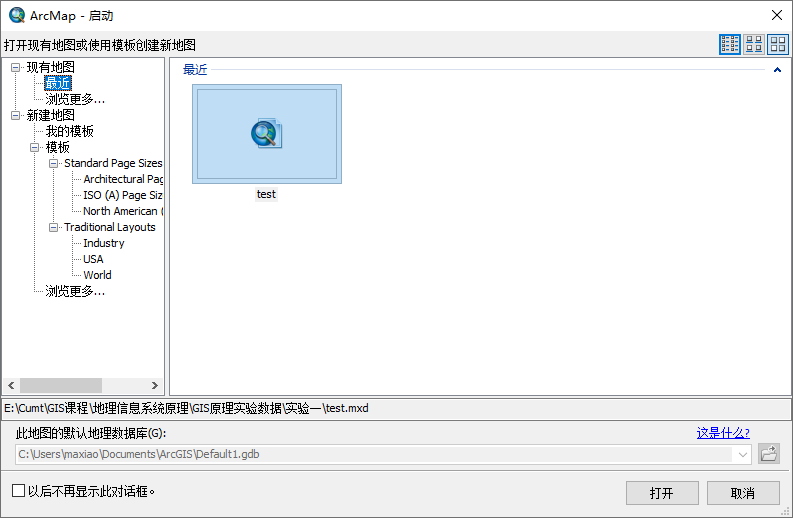 ArcMap - 启动
打开现有地图或使用模板创建新地图
现有地图
最近
浏览更多...
新建地图
我的模板
模板
Standard Page Sizes
Architectural Pag
ISO (A) Page Siz
North American (
Traditional Layouts
Industry
USA
World
浏览更多...
最近
test
E:\Cumt\GIS课程\地理信息系统原理\GIS原理实验数据\实验一\test.mxd
此地图的默认地理数据库(G):
这是什么?
C:\Users\maxiao\Documents\ArcGIS\Default1.gdb
以后不再显示此对话框。
打开
取消